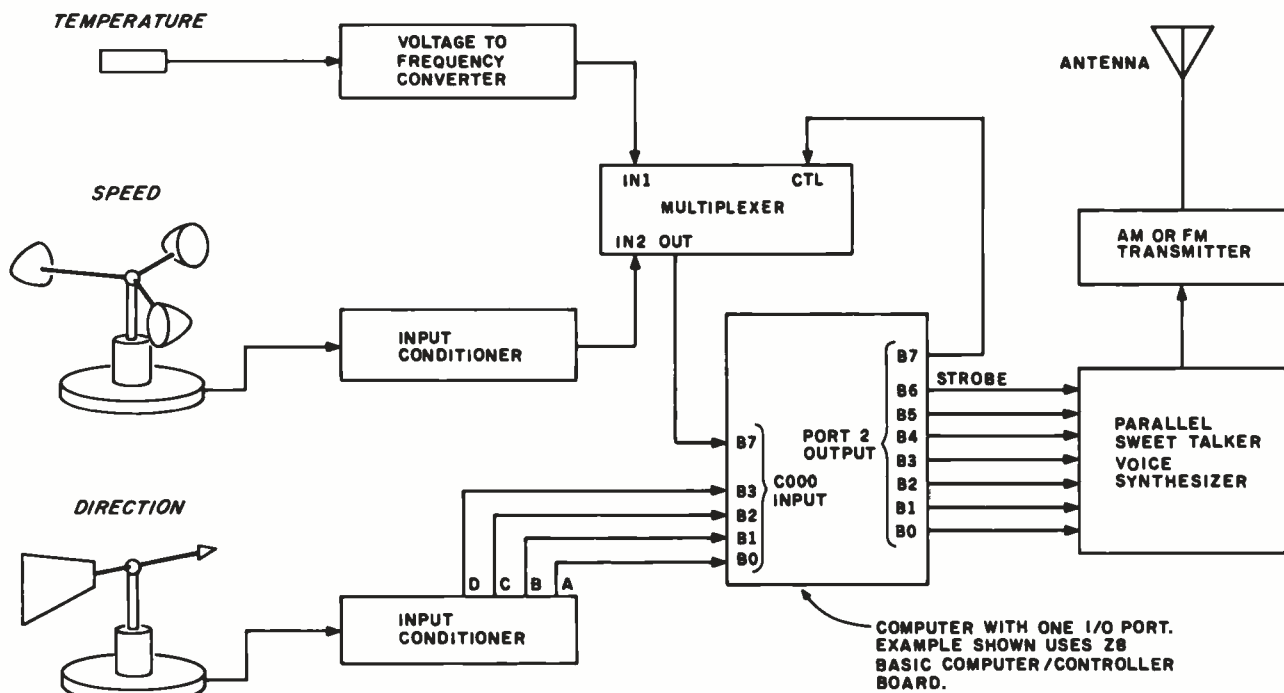 TEMPERATURE
VOLTAGE TO
FREQUENCY
CONVERTER
ANTENNA
IN1 CTL
MULTIPLEXER
IN2 OUT
SPEED
INPUT
CONDITIONER
AM OR FM
TRANSMITTER
B7
B3
B2
B1
B0
C000
INPUT
PORT 2
OUTPUT
B7
B6
B5
B4
B3
B2
B1
B0
STROBE
PARALLEL
SWEET TALKER
VOICE
SYNTHESIZER
DIRECTION
D C B A
INPUT
CONDITIONER
COMPUTER WITH ONE I/O PORT.
EXAMPLE SHOWN USES Z8
BASIC COMPUTER/CONTROLLER
BOARD.